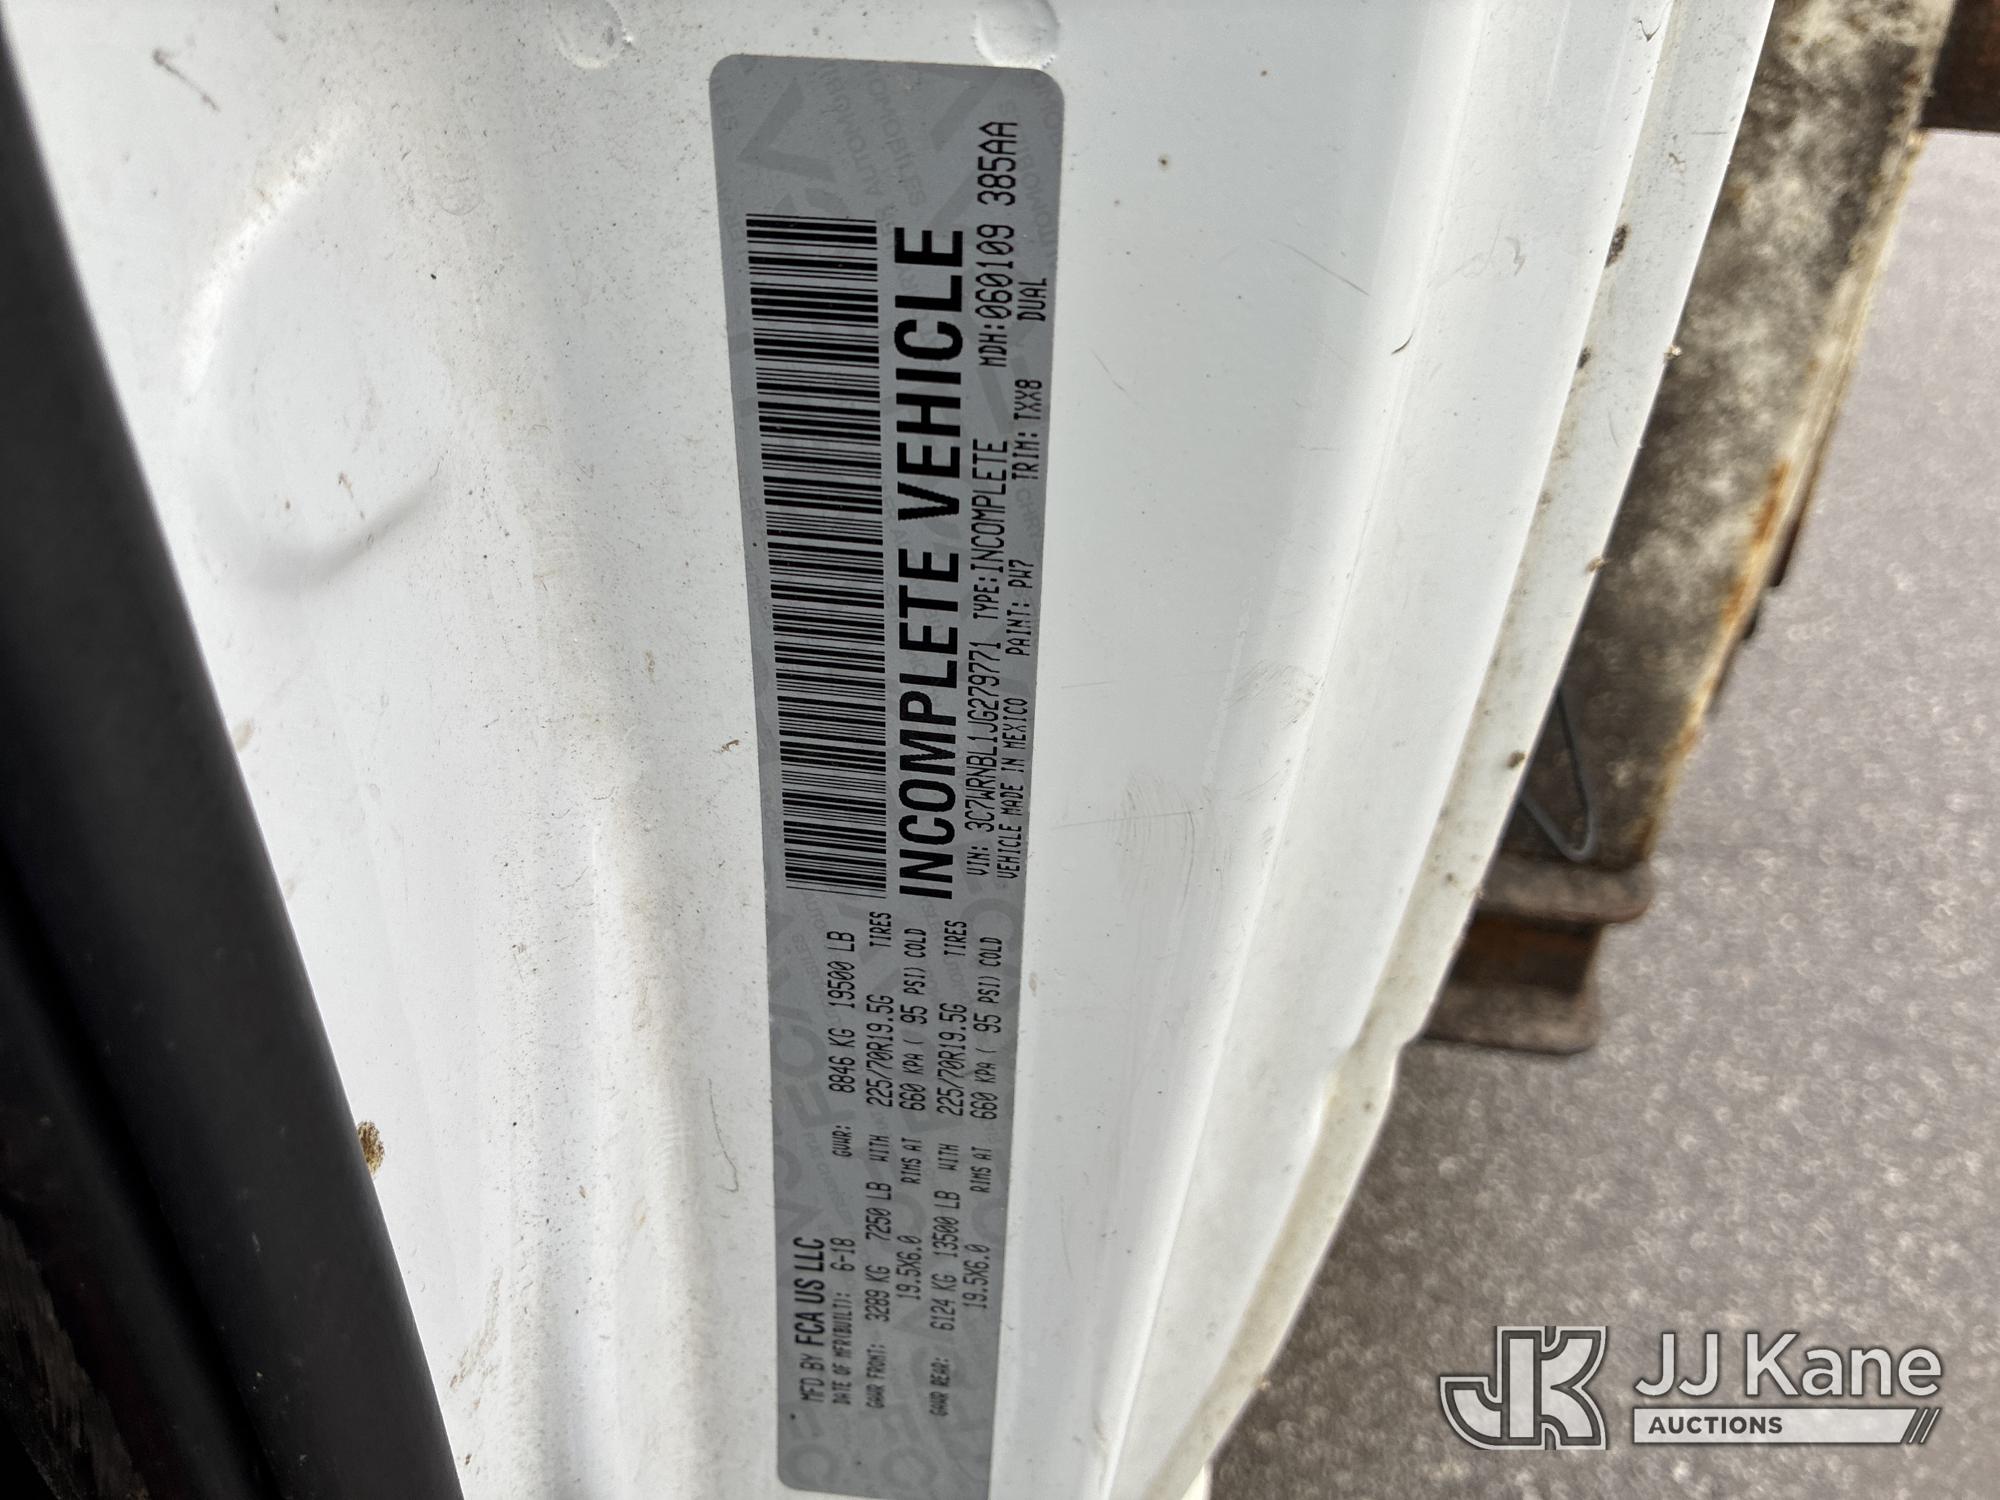 MFD BY FCA US LLC
DATE OF MFR(BUILT): 6-18 GVWR: 8846 KG 19500 LB
GAWR FRONT: 3289 KG 7250 LB WITH 225/70R19.5G TIRES
19.5X6.0 RIMS AT 660 KPA ( 95 PSI) COLD
GAWR REAR: 6124 KG 13500 LB WITH 225/70R19.5G TIRES
19.5X6.0 RIMS AT 660 KPA ( 95 PSI) COLD
INCOMPLETE VEHICLE
VIN: 3C7WRNBL1JG279771 TYPE:INCOMPLETE MDH:060109 385AA
VEHICLE MADE IN MEXICO PAINT: PW7 TRIM: TXX8 DUAL
JJ Kane
AUCTIONS